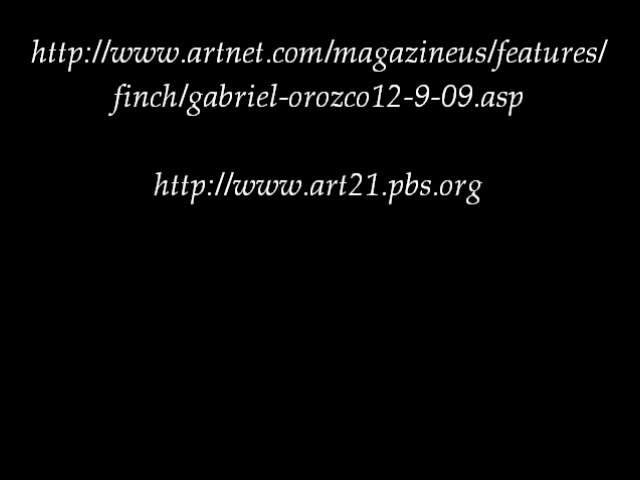 http://www.artnet.com/magazineus/features/
finch/gabriel-orozco12-9-09.asp
http://www.art21.pbs.org